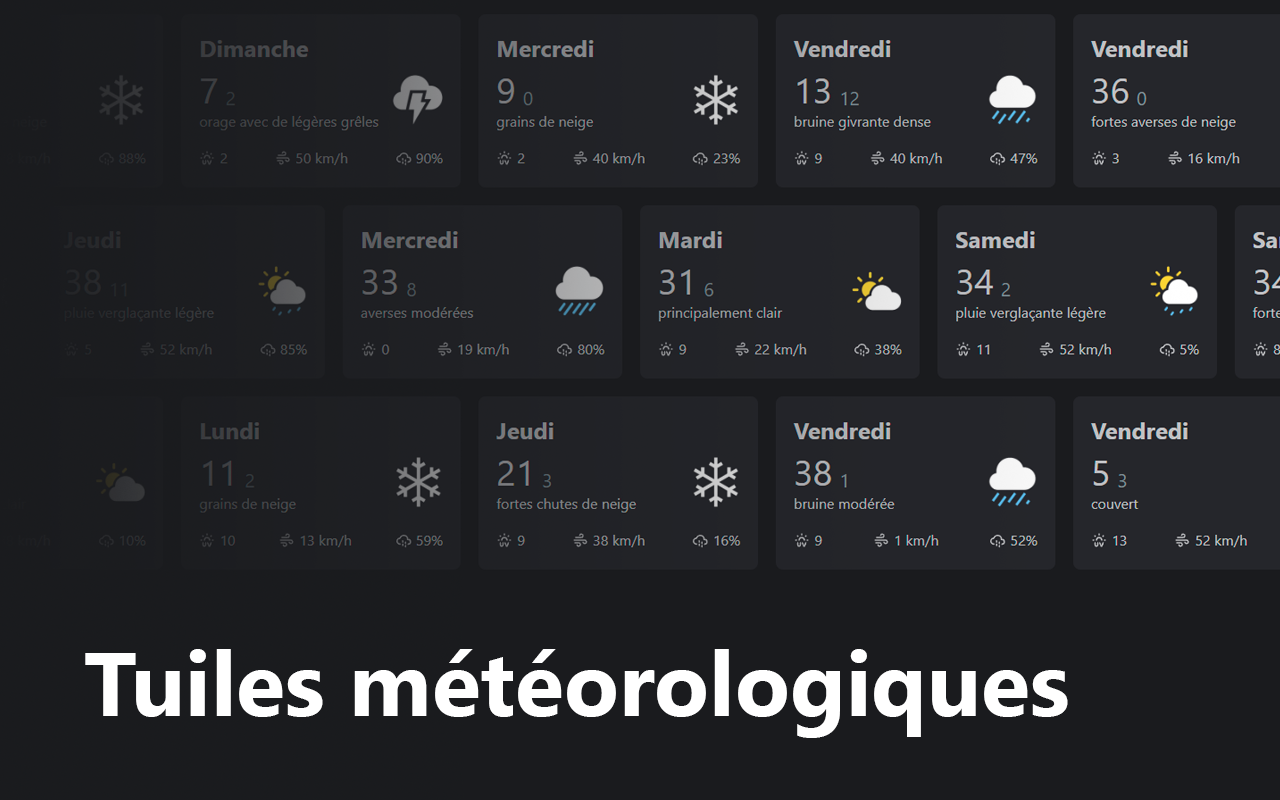 88%
Dimanche
7 2
orage avec de légères grêles
2 50 km/h 90%
Mercredi
9 0
grains de neige
2 40 km/h 23%
Vendredi
13 12
bruine givrante dense
9 40 km/h 47%
Vendredi
36 0
fortes averses de neige
3 16 km/h
Jeudi
38 11
pluie verglaçante légère
5 52 km/h 85%
Mercredi
33 8
averses modérées
0 19 km/h 80%
Mardi
31 6
principalement clair
9 22 km/h 38%
Samedi
34 2
pluie verglaçante légère
11 52 km/h 5%
Sa
34
forte
8
10%
Lundi
11 2
grains de neige
10 13 km/h 59%
Jeudi
21 3
fortes chutes de neige
9 38 km/h 16%
Vendredi
38 1
bruine modérée
9 1 km/h 52%
Vendredi
5 3
couvert
13 52 km/h
Tuiles météorologiques